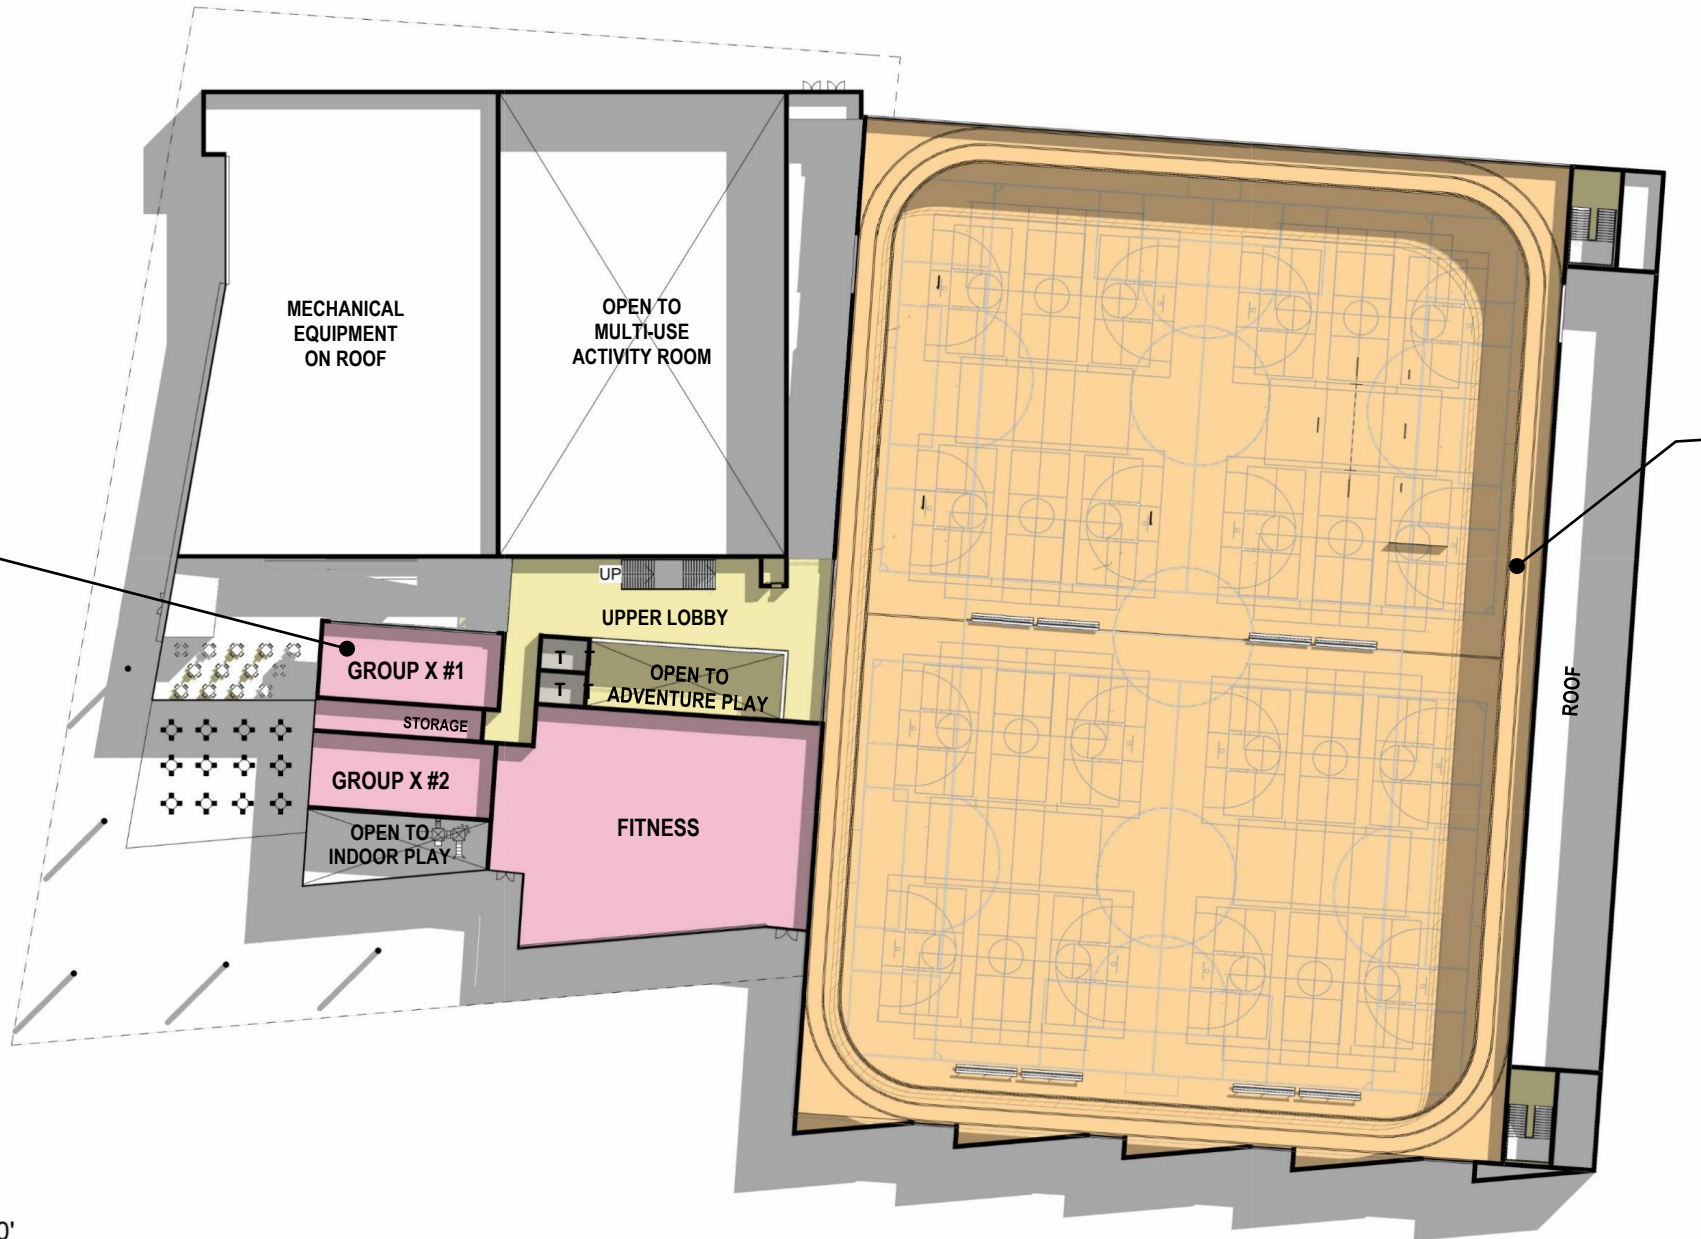 MECHANICAL
EQUIPMENT
ON ROOF
OPEN TO
MULTI-USE
ACTIVITY ROOM
UP
UPPER LOBBY
GROUP X #1
T T
T T
OPEN TO
ADVENTURE PLAY
STORAGE
GROUP X #2
FITNESS
OPEN TO
INDOOR PLAY
ROOF
0'